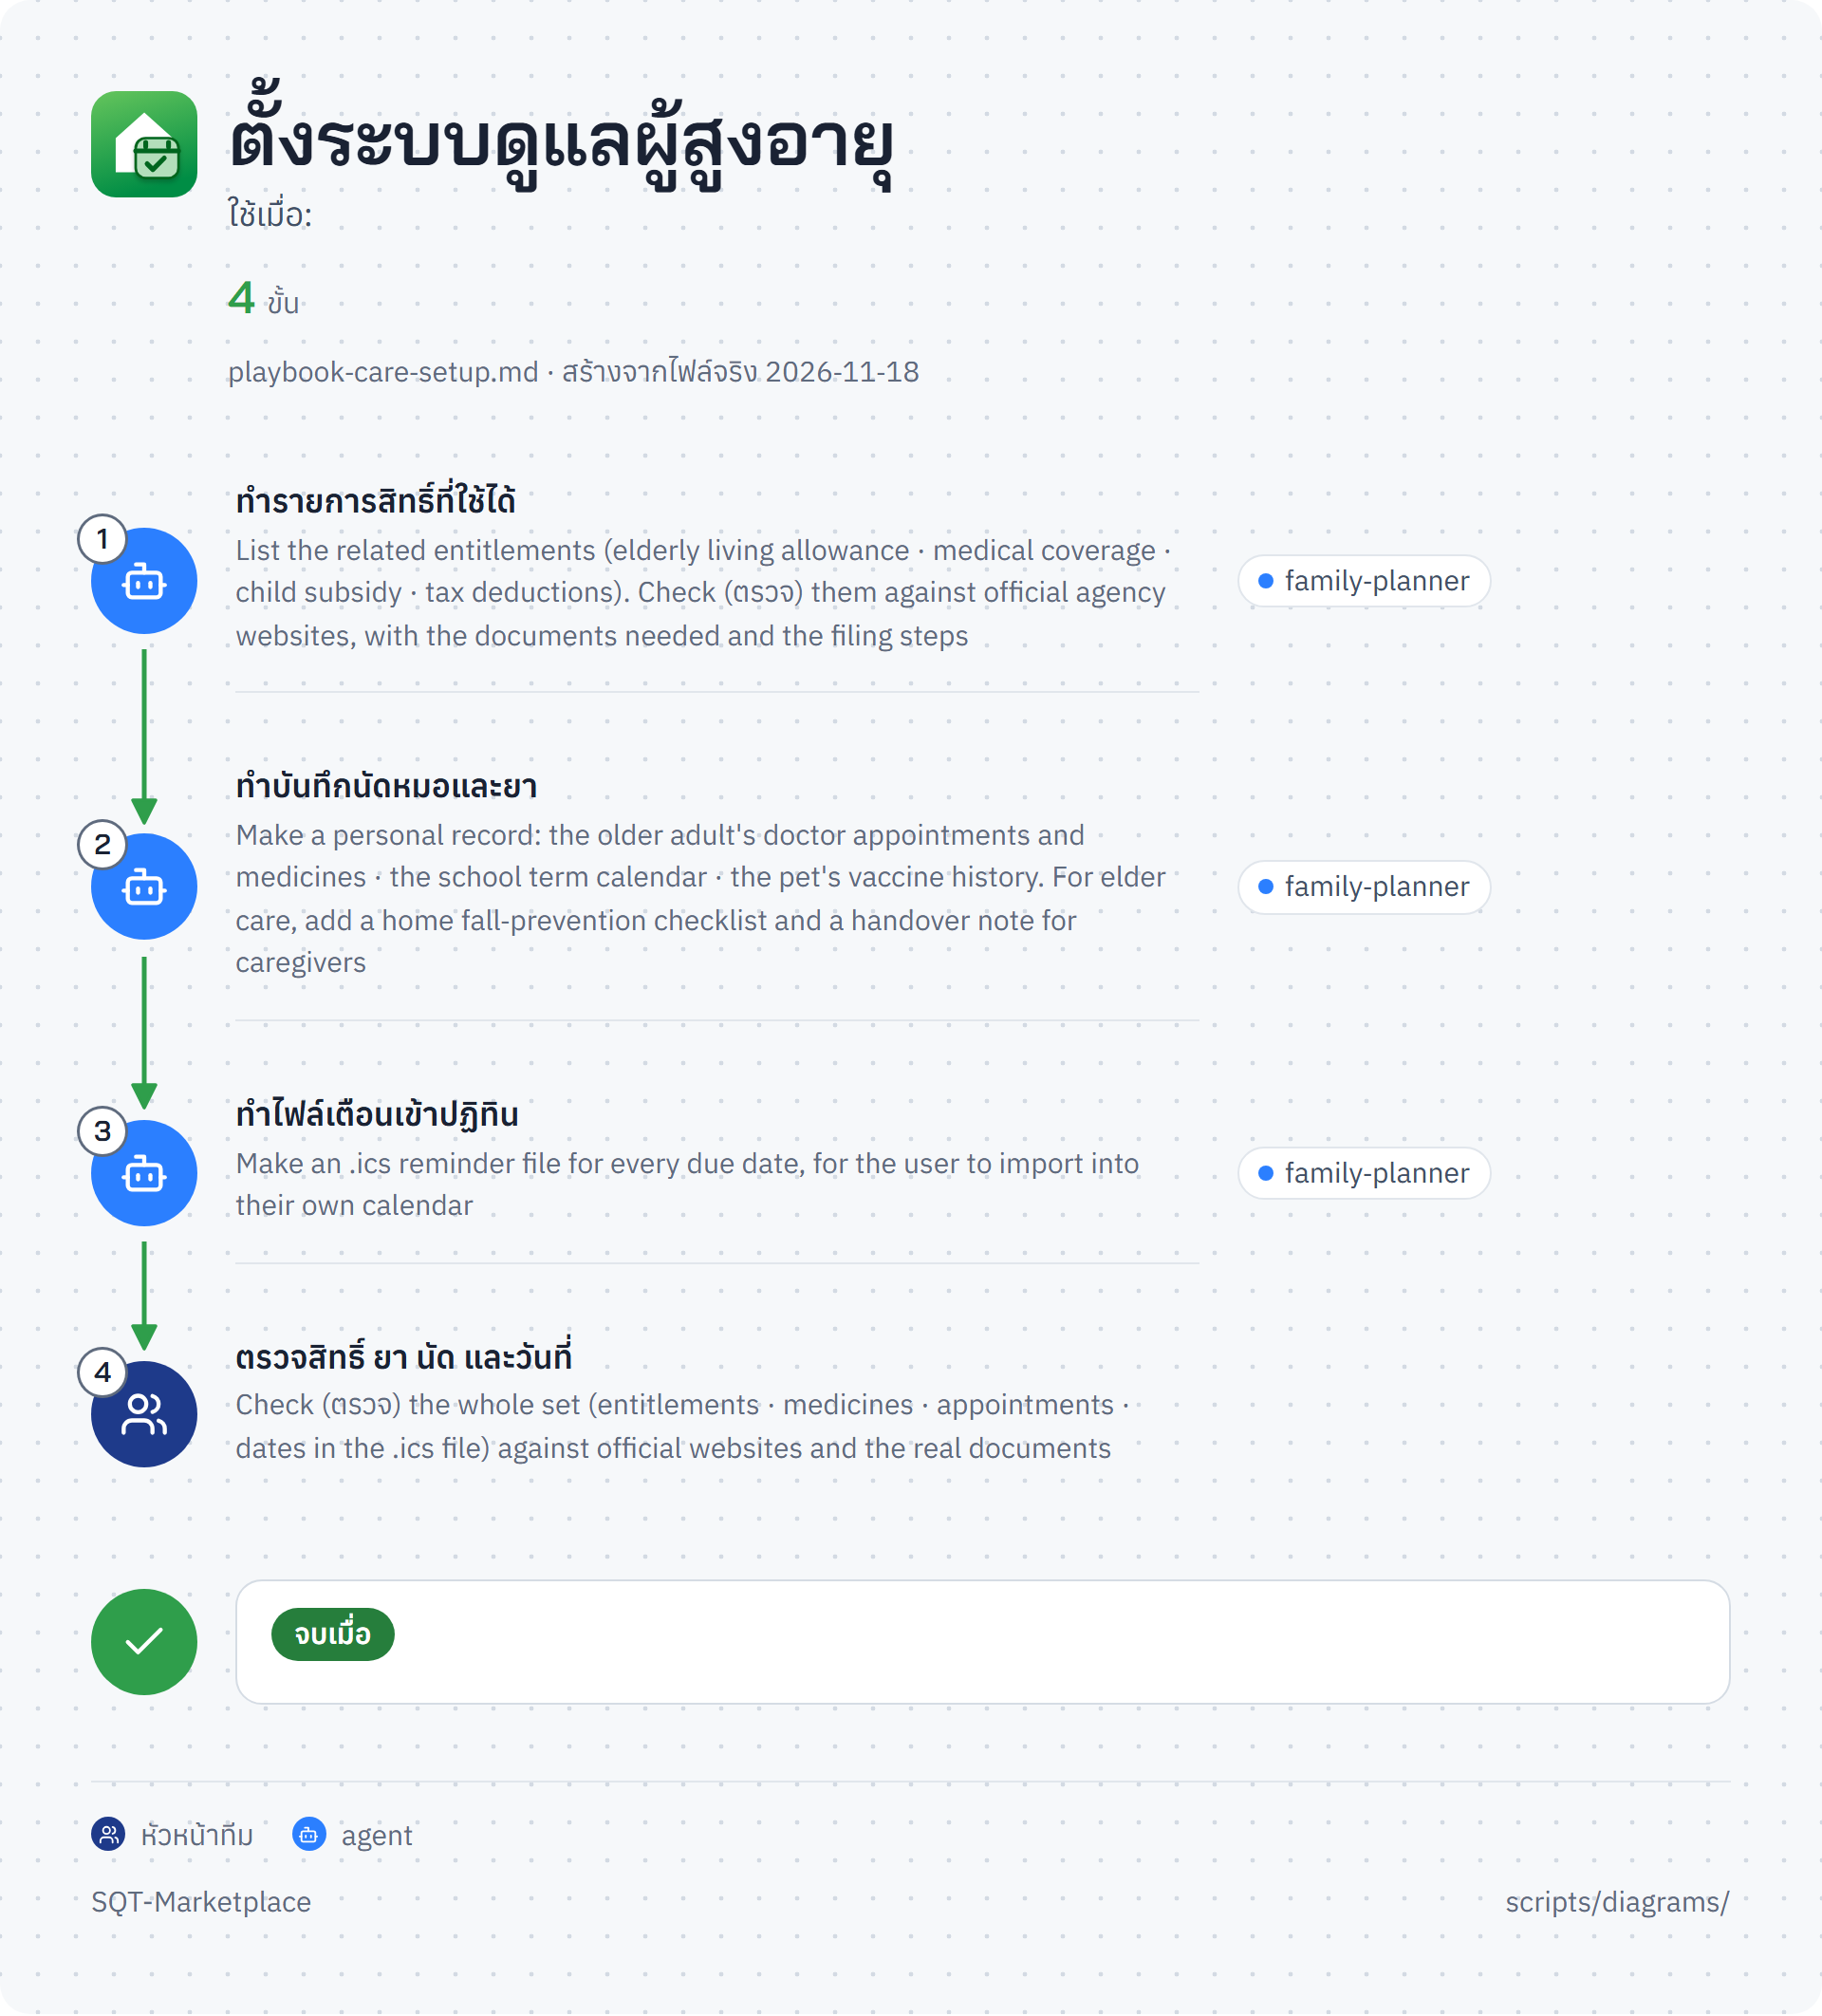 ตั้งระบบดูแลผู้สูงอายุ
ใช้เมื่อ:
4 ขั้น
playbook-care-setup.md · สร้างจากไฟล์จริง 2026-11-18
1
ทำรายการสิทธิ์ที่ใช้ได้
List the related entitlements (elderly living allowance · medical coverage ·
child subsidy · tax deductions). Check (ตรวจ) them against official agency
websites, with the documents needed and the filing steps
family-planner
2
ทำบันทึกนัดหมอและยา
Make a personal record: the older adult's doctor appointments and
medicines · the school term calendar · the pet's vaccine history. For elder
care, add a home fall-prevention checklist and a handover note for
caregivers
family-planner
3
ทำไฟล์เตือนเข้าปฏิทิน
Make an .ics reminder file for every due date, for the user to import into
their own calendar
family-planner
4
ตรวจสิทธิ์ ยา นัด และวันที่
Check (ตรวจ) the whole set (entitlements · medicines · appointments ·
dates in the .ics file) against official websites and the real documents
จบเมื่อ
หัวหน้าทีม agent
SQT-Marketplace scripts/diagrams/